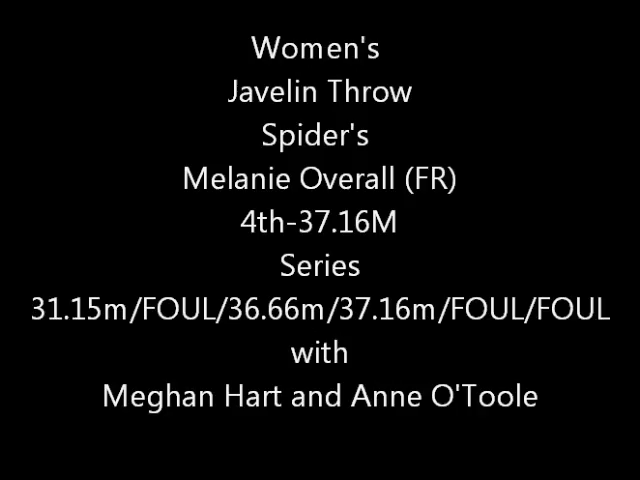 Women's
Javelin Throw
Spider's
Melanie Overall (FR)
4th-37.16M
Series
31.15m/FOUL/36.66m/37.16m/FOUL/FOUL
with
Meghan Hart and Anne O'Toole